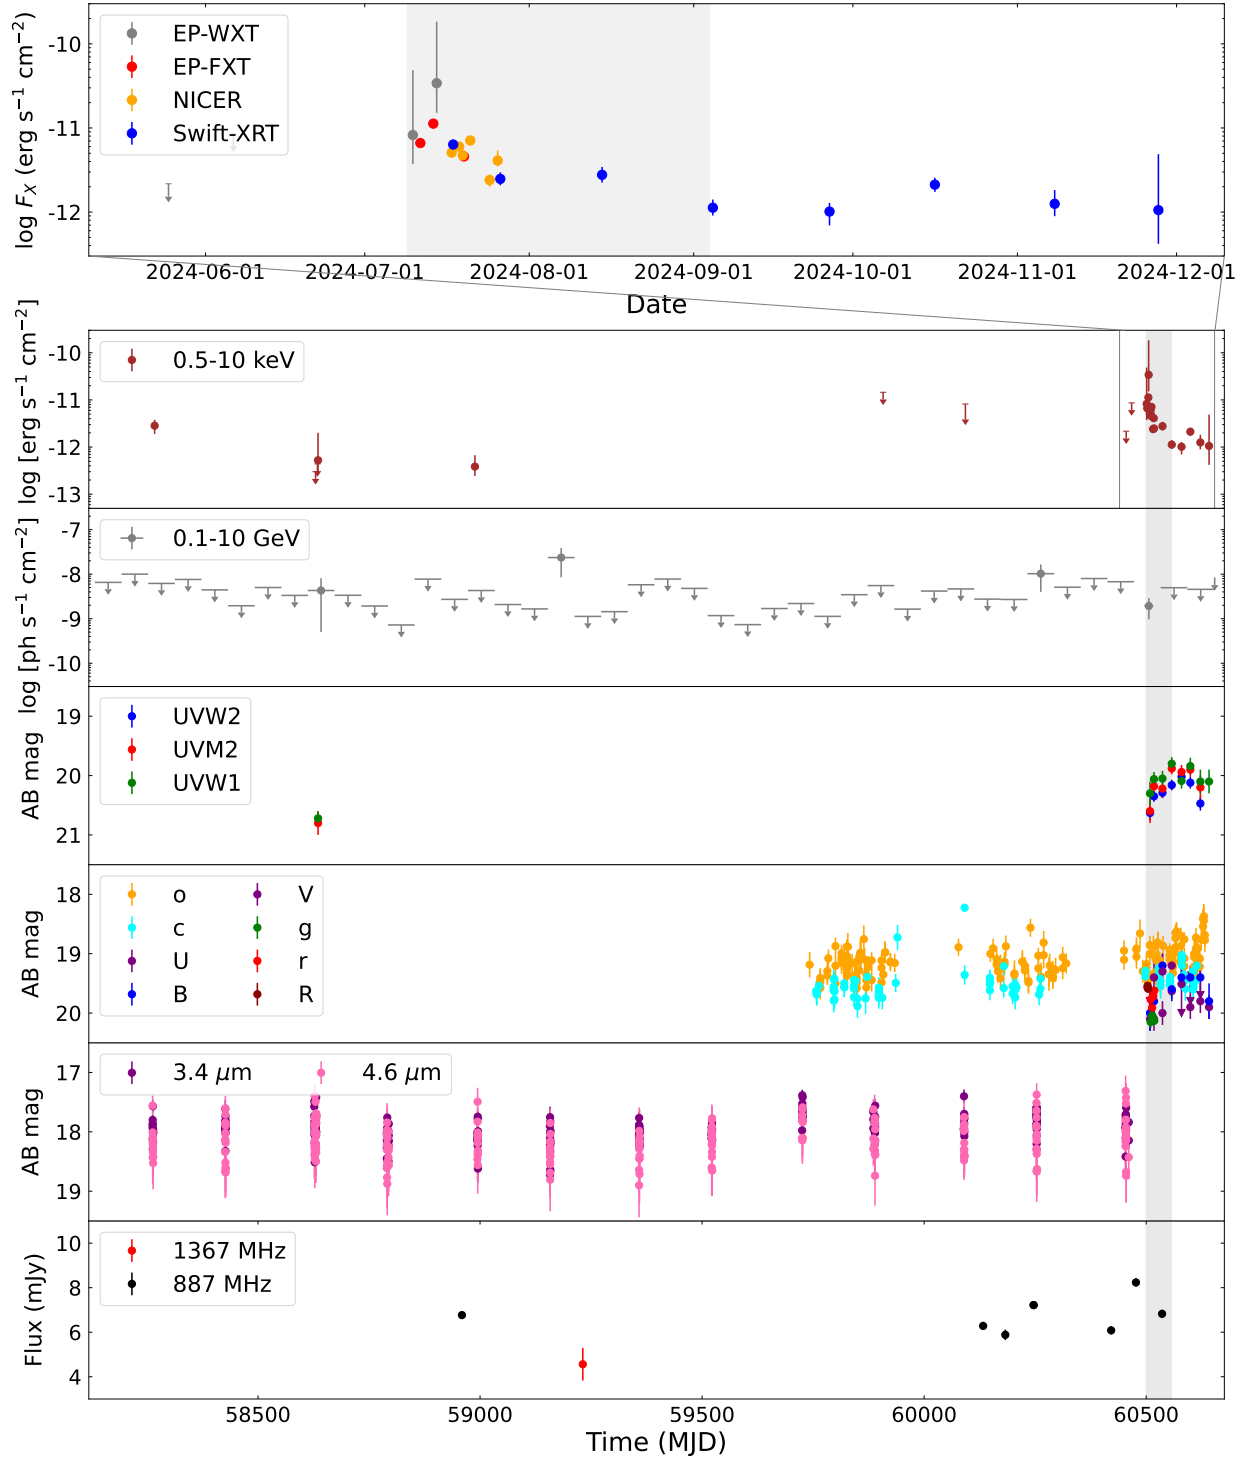 log F_X (erg s⁻¹ cm⁻²)
-10
-11
-12
EP-WXT
EP-FXT
NICER
Swift-XRT
2024-06-01 2024-07-01 2024-08-01 2024-09-01 2024-10-01 2024-11-01 2024-12-01
Date
log [erg s⁻¹ cm⁻²]
-10
-11
-12
-13
0.5-10 keV
log [ph s⁻¹ cm⁻²]
-7
-8
-9
-10
0.1-10 GeV
AB mag
19
20
21
UVW2
UVM2
UVW1
AB mag
18
19
20
o V
c g
U r
B R
AB mag
17
18
19
3.4 μm 4.6 μm
Flux (mJy)
10
8
6
4
1367 MHz
887 MHz
58500 59000 59500 60000 60500
Time (MJD)